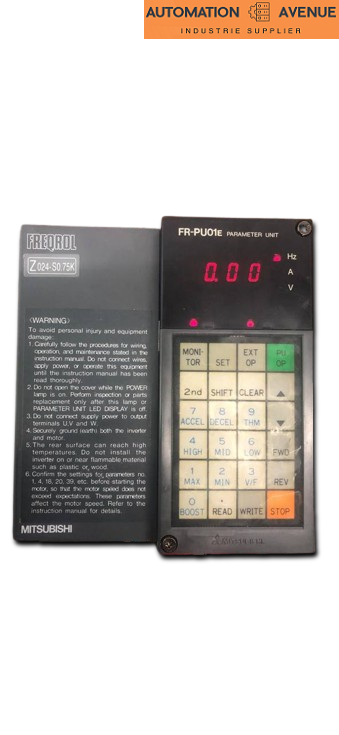 AUTOMATION AVENUE
INDUSTRIE SUPPLIER
FREQROL
Z024-S0.75K
〈WARNING〉
To avoid personal injury and equipment
damage:
1. Carefully follow the procedures for wiring,
operation, and maintenance stated in the
instruction manual. Do not connect wires,
apply power, or operate this equipment
until the instruction manual has been
read thoroughly.
2. Do not open the cover while the POWER
lamp is on. Perform inspection or parts
replacement only after this lamp or
PARAMETER UNIT LED DISPLAY is off.
3. Do not connect supply power to output
terminals U,V and W.
4. Securely ground (earth) both the inverter
and motor.
5. The rear surface can reach high
temperatures. Do not install the
inverter on or near flammable material
such as plastic or wood.
6. Confirm the settings for parameters no.
1, 4, 18, 20, 39, etc. before starting the
motor, so that the motor speed does not
exceed expectations. These parameters
affect the motor speed. Refer to the
instruction manual for details.
MITSUBISHI
FR-PU01E PARAMETER UNIT
0.00
Hz
A
V
MONI-
TOR
SET
EXT
OP
PU
OP
2nd
SHIFT
CLEAR
7
ACCEL
8
DECEL
9
THM
4
HIGH
5
MID
6
LOW
FWD
1
MAX
2
MIN
3
V/F
REV
0
BOOST
.
READ
WRITE
STOP